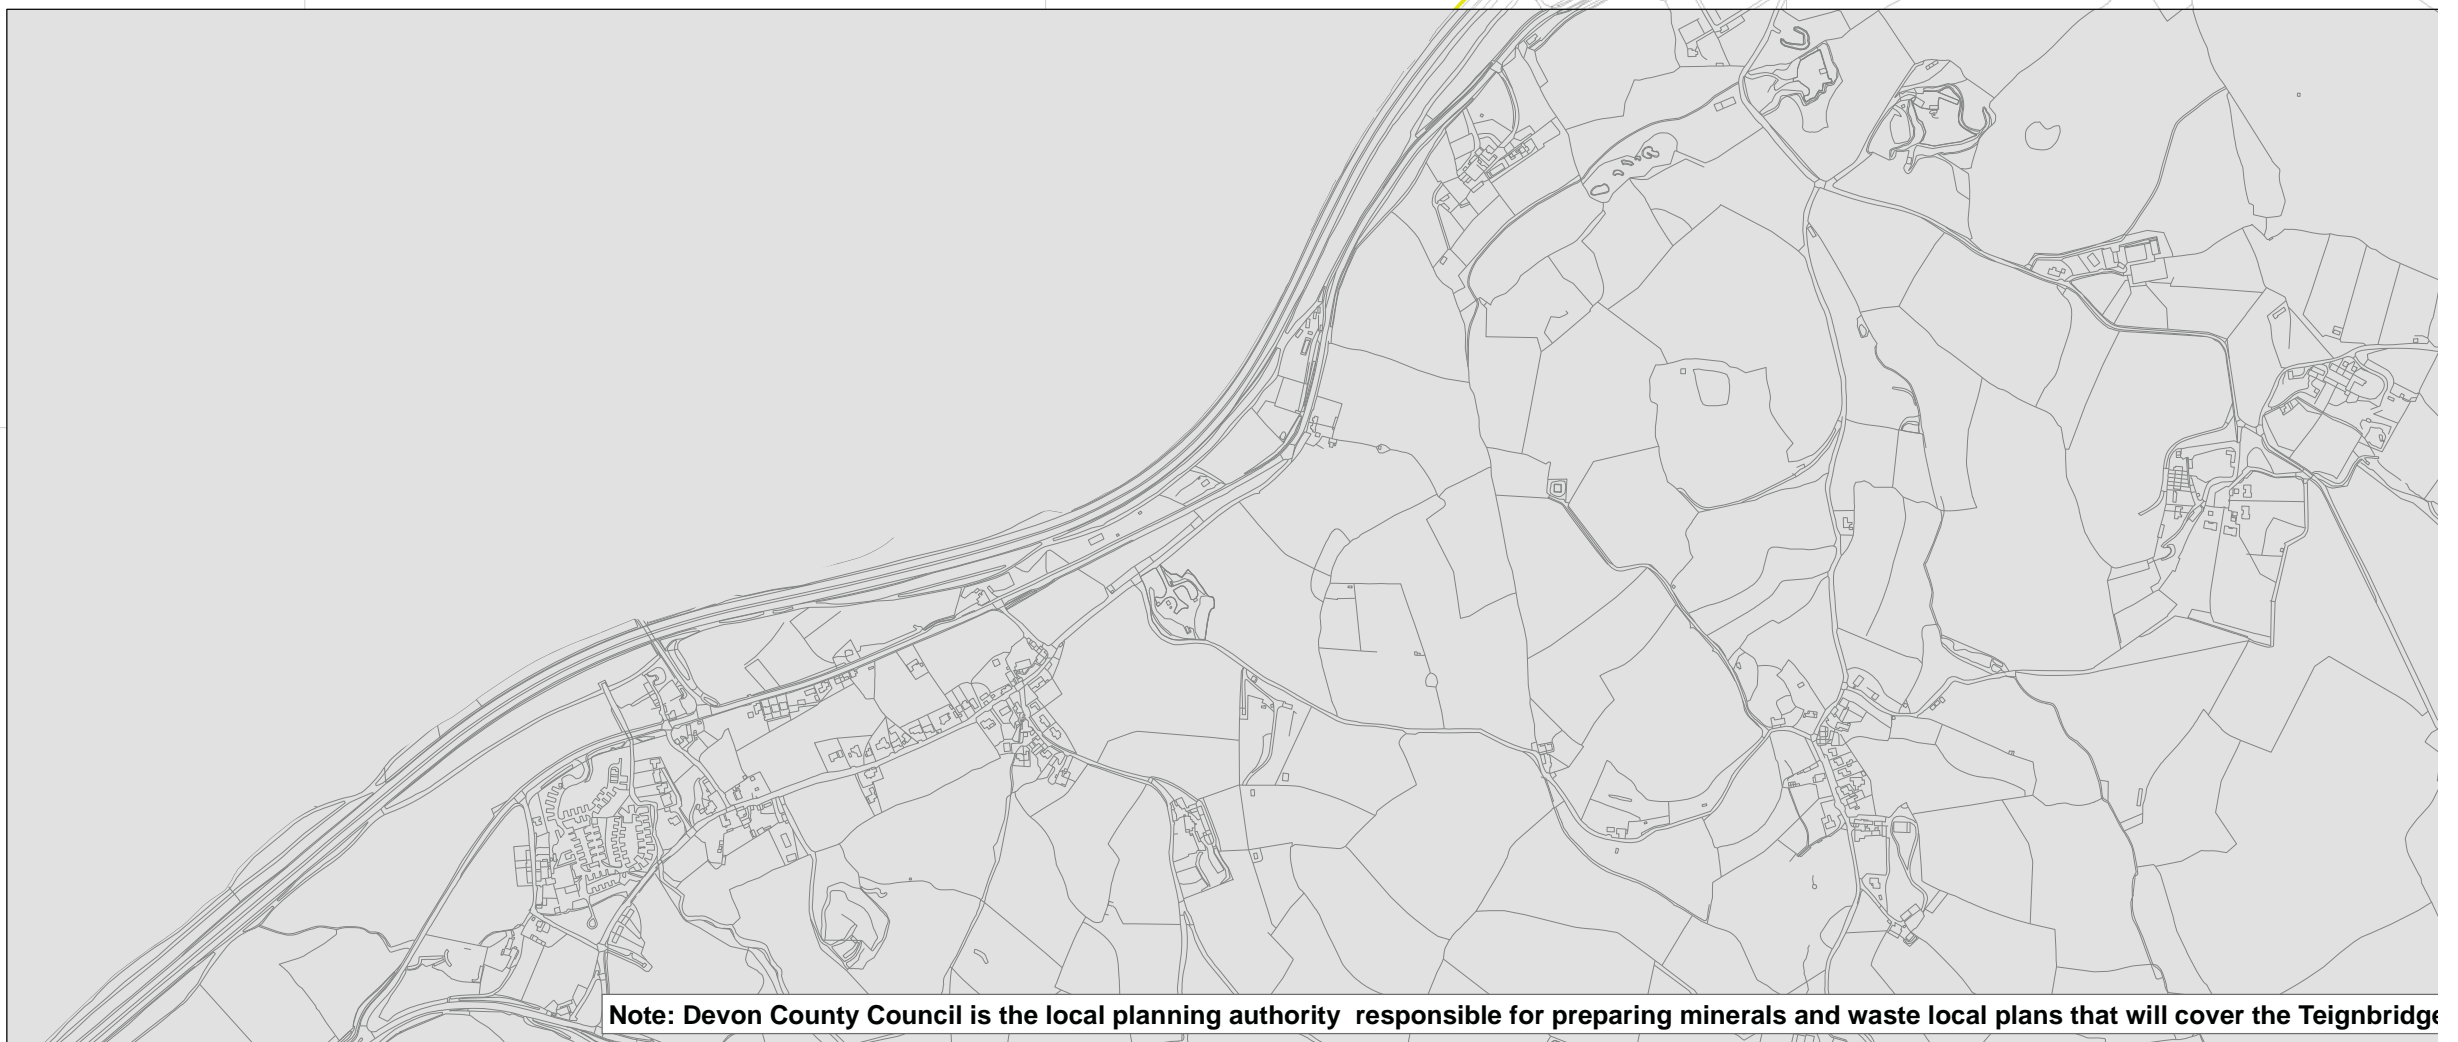 Note: Devon County Council is the local planning authority responsible for preparing minerals and waste local plans that will cover the Teignbridge